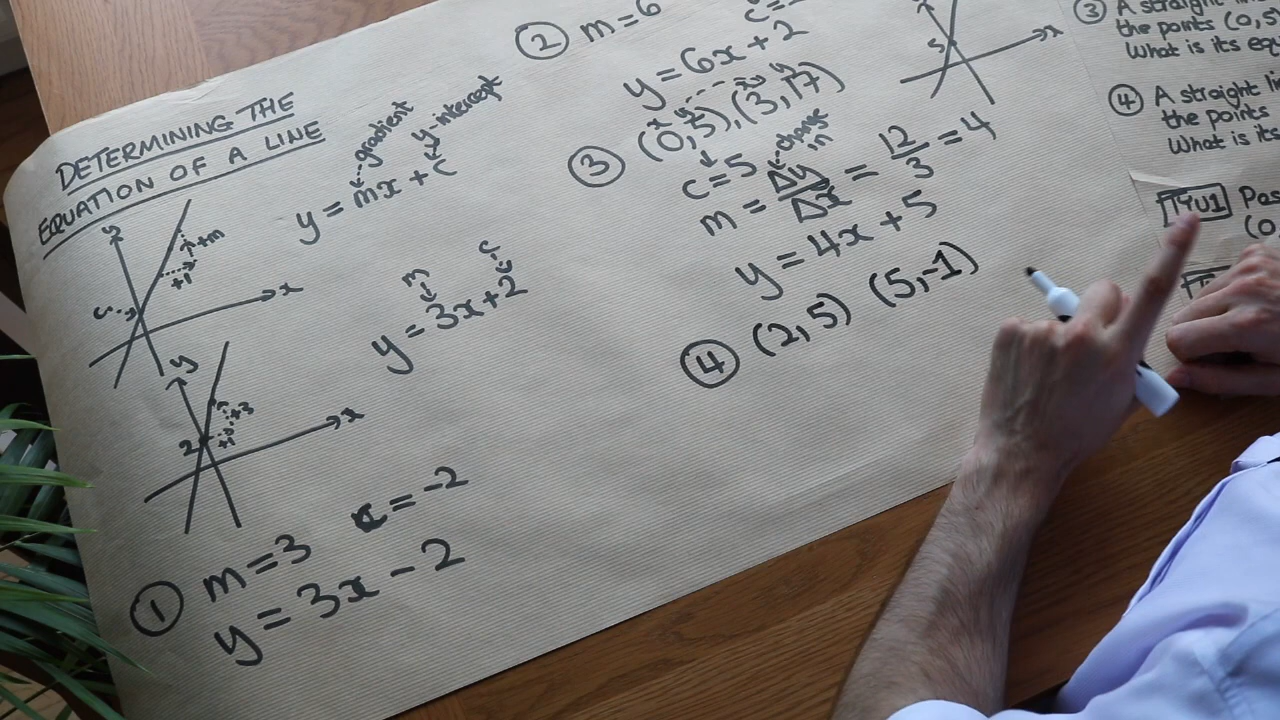 DETERMINING THE
EQUATION OF A LINE
y = mx + c
gradient
y-intercept
y
x
c
+1
+m
y = 3x + 2
m
c
y
x
2
+1
+3
① m = 3 c = -2
y = 3x - 2
② m = 6
y = 6x + 2
③ (0,5), (3,17)
x y x y
c = 5
change in
m = Δy/Δx = 12/3 = 4
y = 4x + 5
x
5
④ (2,5) (5,-1)
③ A straight
the points (0,5
What is its
④ A straight
the points
What is its
TYU1
(0,